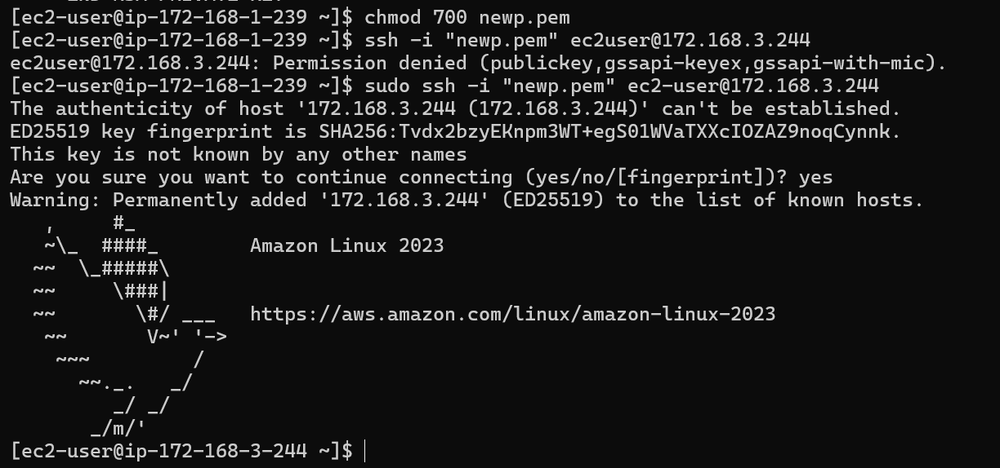 [ec2-user@ip-172-168-1-239 ~]$ chmod 700 newp.pem
[ec2-user@ip-172-168-1-239 ~]$ ssh -i "newp.pem" ec2user@172.168.3.244
ec2user@172.168.3.244: Permission denied (publickey,gssapi-keyex,gssapi-with-mic).
[ec2-user@ip-172-168-1-239 ~]$ sudo ssh -i "newp.pem" ec2-user@172.168.3.244
The authenticity of host '172.168.3.244 (172.168.3.244)' can't be established.
ED25519 key fingerprint is SHA256:Tvdx2bzyEKnpm3WT+egS01WVaTXXcIOZAZ9noqCynnk.
This key is not known by any other names
Are you sure you want to continue connecting (yes/no/[fingerprint])? yes
Warning: Permanently added '172.168.3.244' (ED25519) to the list of known hosts.
   ,     #_
   ~\_  ####_        Amazon Linux 2023
  ~~  \_#####\
  ~~     \###|
  ~~       \#/ ___   https://aws.amazon.com/linux/amazon-linux-2023
   ~~       V~' '->
    ~~~         /
      ~~._.   _/
         _/ _/
       _/m/'
[ec2-user@ip-172-168-3-244 ~]$